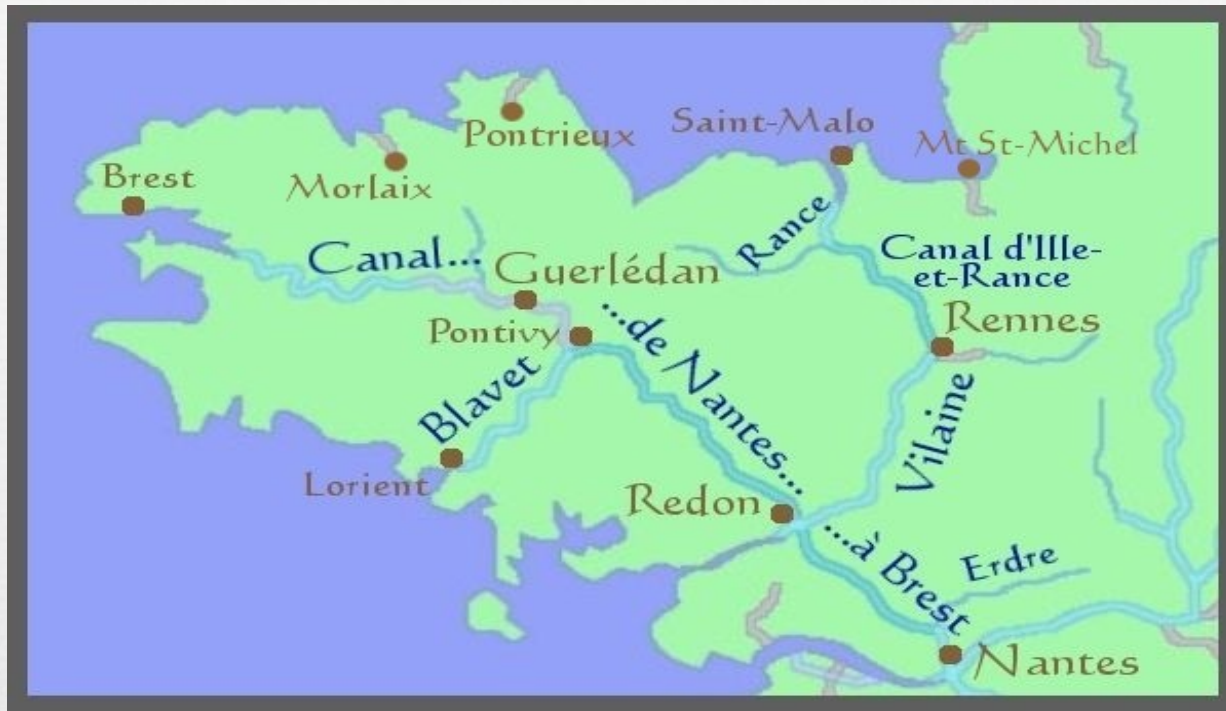 Saint-Malo
Pontrieux
Mt St-Michel
Brest
Morlaix
Rance
Canal...
Canal d'Ille-
et-Rance
Guerlédan
...de Nantes...
Rennes
Pontivy
Blavet
Vilaine
Lorient
Redon
...à Brest
Erdre
Nantes